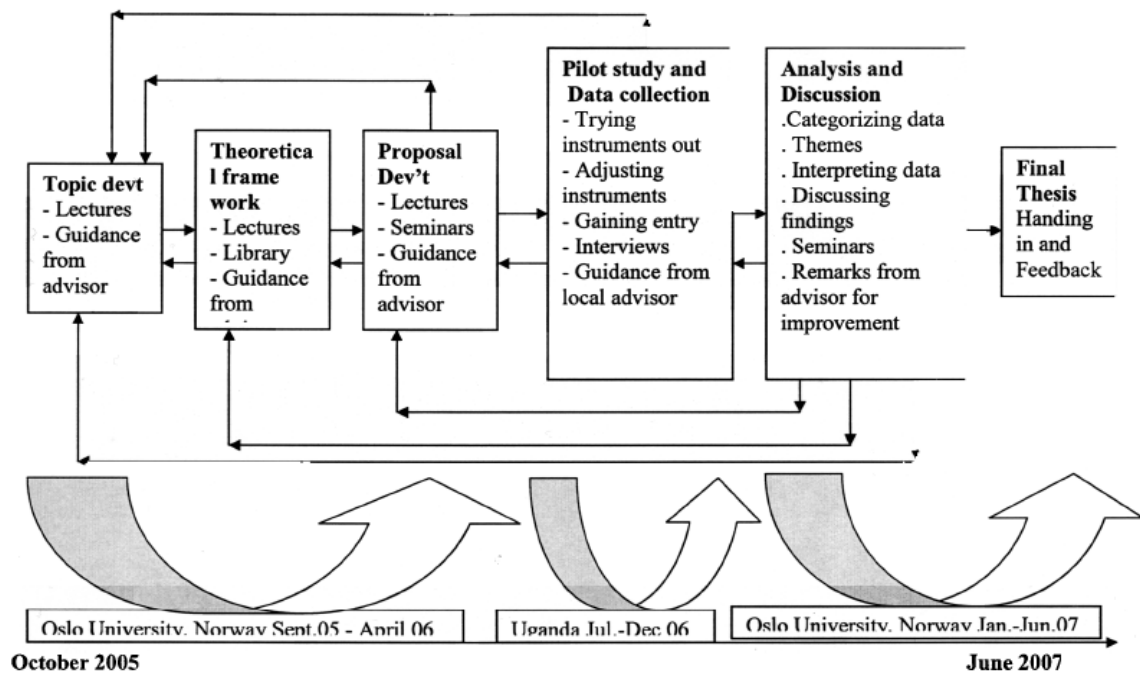 Topic devt
- Lectures
- Guidance
from
advisor
Theoretica
l frame
work
- Lectures
- Library
- Guidance
from
Proposal
Dev't
- Lectures
- Seminars
- Guidance
from
advisor
Pilot study and
Data collection
- Trying
instruments out
- Adjusting
instruments
- Gaining entry
- Interviews
- Guidance from
local advisor
Analysis and
Discussion
.Categorizing data
. Themes
. Interpreting data
. Discussing
findings
. Seminars
. Remarks from
advisor for
improvement
Final
Thesis
Handing
in and
Feedback
Oslo University, Norway Sept.05 - April 06
Uganda Jul.-Dec 06
Oslo University, Norway Jan.-Jun.07
October 2005
June 2007